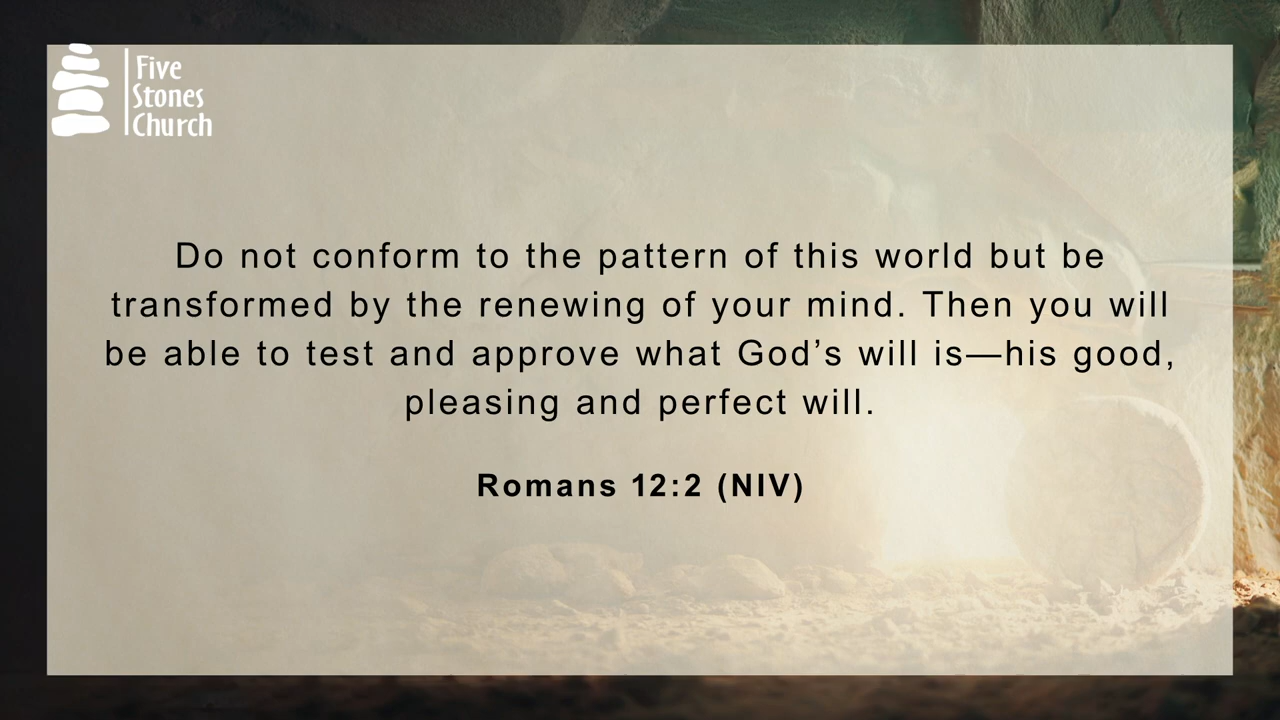 Five
Stones
Church
Do not conform to the pattern of this world but be
transformed by the renewing of your mind. Then you will
be able to test and approve what God’s will is—his good,
pleasing and perfect will.
Romans 12:2 (NIV)